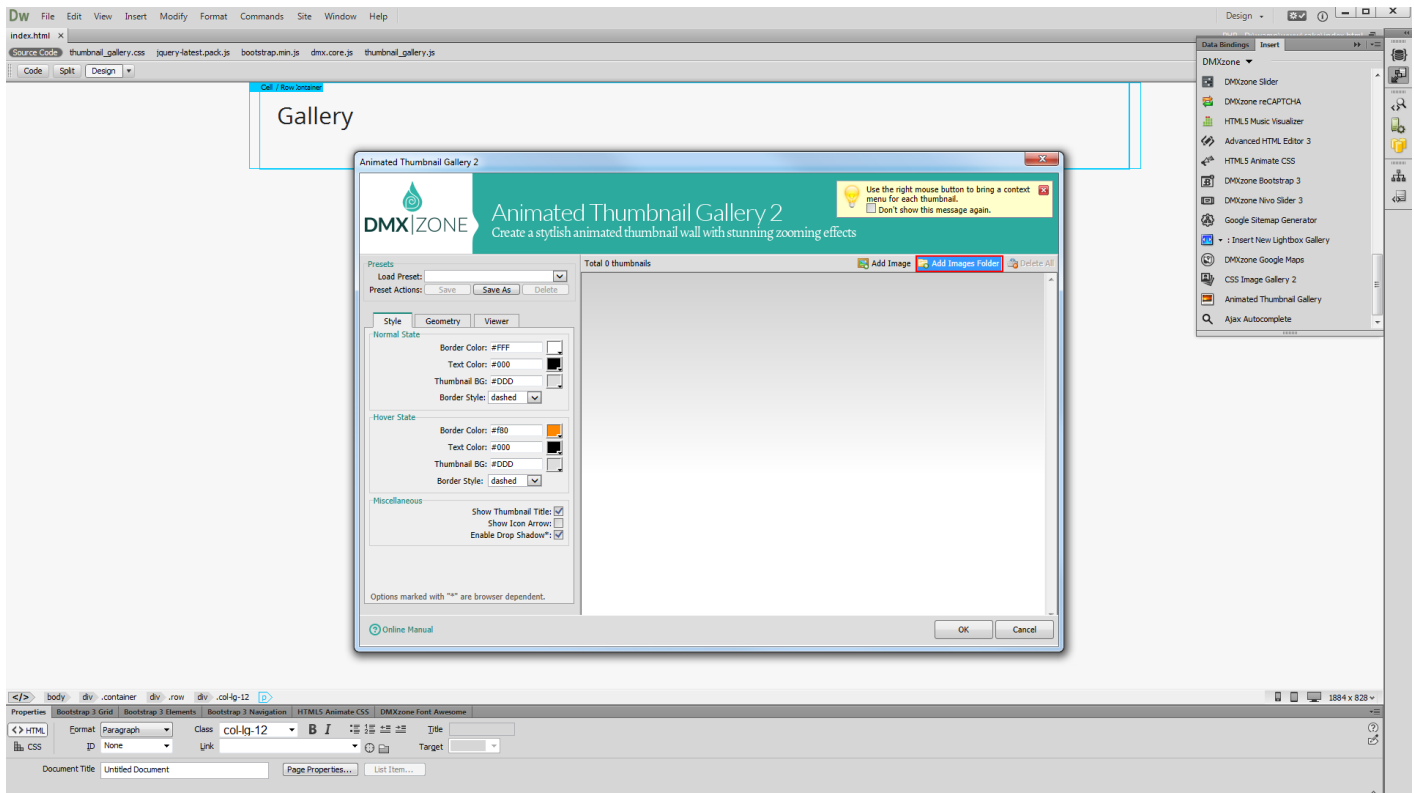 DW File Edit View Insert Modify Format Commands Site Window Help Design
index.html ×
Source Code thumbnail_gallery.css jquery-latest.pack.js bootstrap.min.js dmx.core.js thumbnail_gallery.js
Code Split Design
Cell / Row
Gallery
Data Bindings Insert
DMXzone
DMXzone Slider
DMXzone reCAPTCHA
HTML5 Music Visualizer
Advanced HTML Editor 3
HTML5 Animate CSS
DMXzone Bootstrap 3
DMXzone Nivo Slider 3
Google Sitemap Generator
: Insert New Lightbox Gallery
DMXzone Google Maps
CSS Image Gallery 2
Animated Thumbnail Gallery
Ajax Autocomplete
Animated Thumbnail Gallery 2
DMX|ZONE
Animated Thumbnail Gallery 2
Create a stylish animated thumbnail wall with stunning zooming effects
Use the right mouse button to bring a context
menu for each thumbnail.
Don't show this message again.
Presets
Load Preset:
Preset Actions: Save Save As Delete
Total 0 thumbnails Add Image Add Images Folder Delete All
Style Geometry Viewer
Normal State
Border Color: #FFF
Text Color: #000
Thumbnail BG: #DDD
Border Style: dashed
Hover State
Border Color: #f80
Text Color: #000
Thumbnail BG: #DDD
Border Style: dashed
Miscellaneous
Show Thumbnail Title:
Show Icon Arrow:
Enable Drop Shadow*:
Options marked with "*" are browser dependent.
Online Manual OK Cancel
</> body div .container div .row div .col-lg-12 p 1884 x 828
Properties Bootstrap 3 Grid Bootstrap 3 Elements Bootstrap 3 Navigation HTML5 Animate CSS DMXzone Font Awesome
<> HTML Format Paragraph Class col-lg-12 B I Title
CSS ID None Link Target
Document Title Untitled Document Page Properties... List Item...